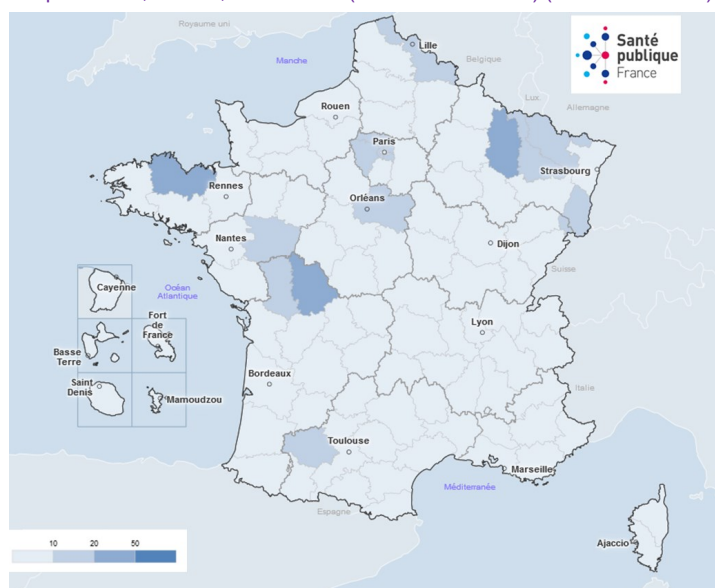 Royaume uni
Lille
Santé
publique
France
Manche
Belgique
Lux.
Allemagne
Rouen
Paris
Strasbourg
Rennes
Orléans
Nantes
Dijon
Suisse
Cayenne
Océan
Atlantique
Fort
de
France
Lyon
Basse
Terre
Bordeaux
Italie
Saint
Denis
Mamoudzou
Toulouse
Marseille
Méditerranée
Espagne
Ajaccio
10 20 50